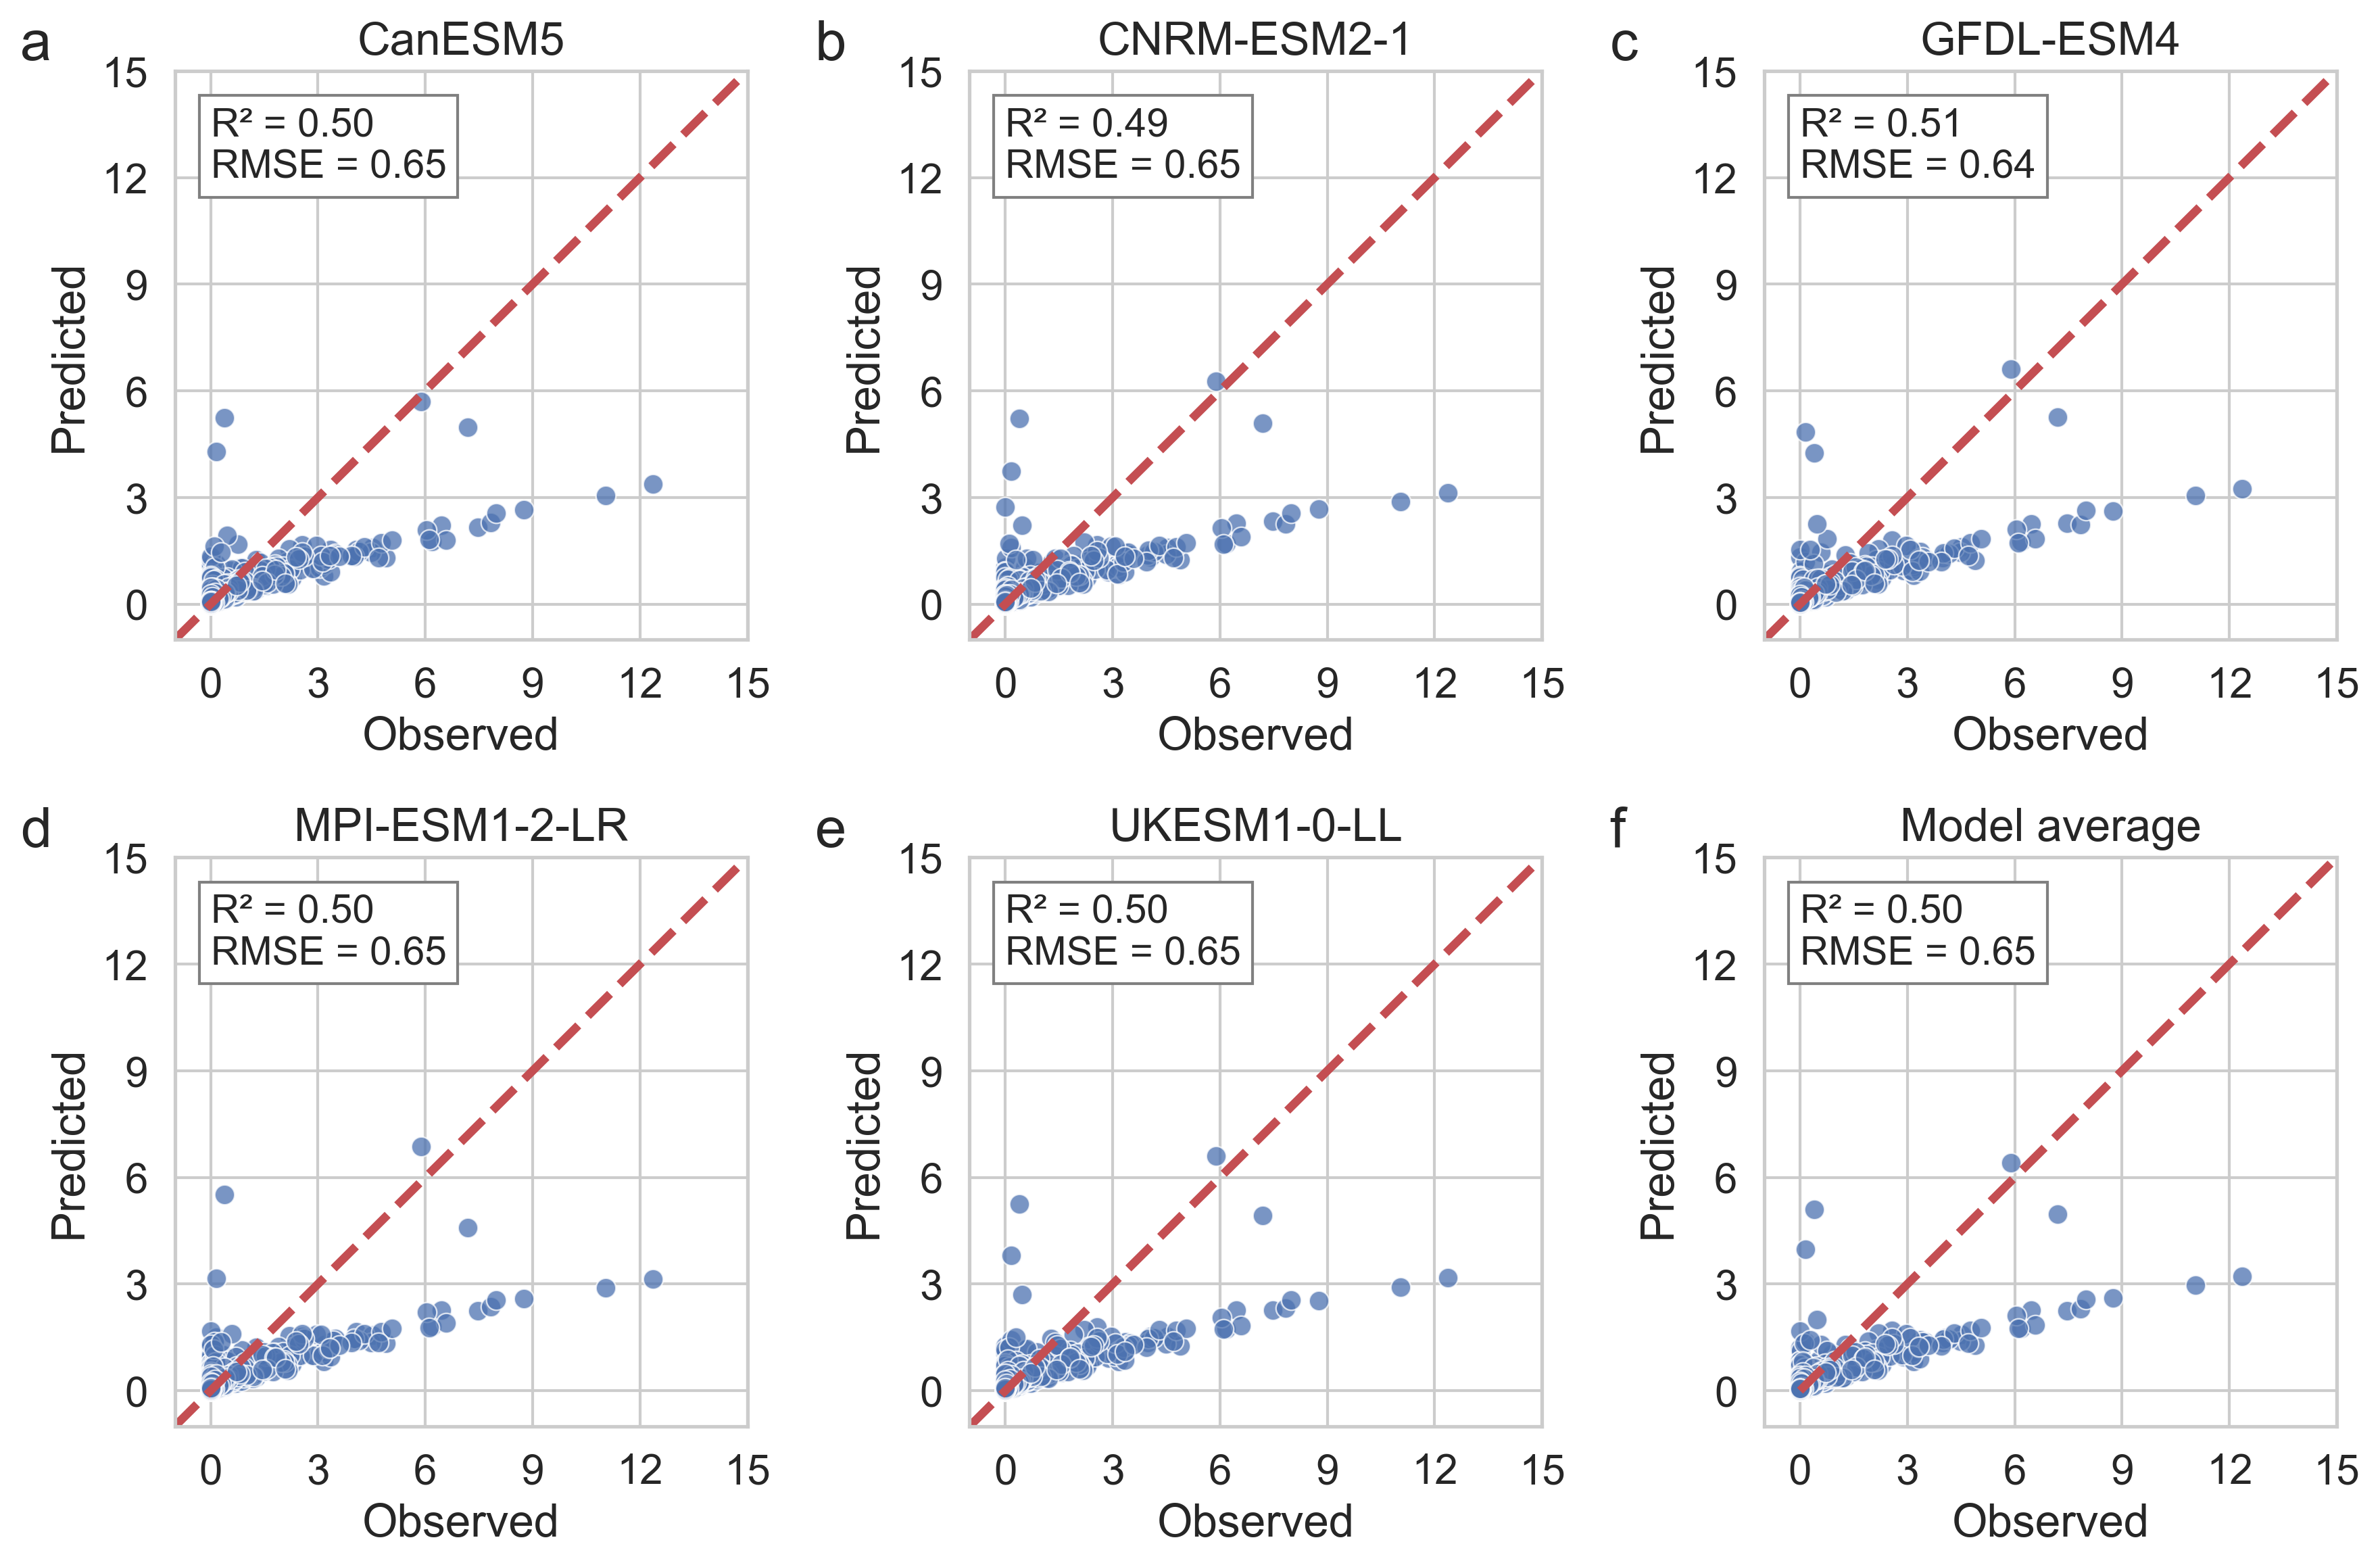 a
CanESM5
15
12
9
6
3
0
R² = 0.50
RMSE = 0.65
Predicted
0 3 6 9 12 15
Observed
b
CNRM-ESM2-1
15
12
9
6
3
0
R² = 0.49
RMSE = 0.65
Predicted
0 3 6 9 12 15
Observed
c
GFDL-ESM4
15
12
9
6
3
0
R² = 0.51
RMSE = 0.64
Predicted
0 3 6 9 12 15
Observed
d
MPI-ESM1-2-LR
15
12
9
6
3
0
R² = 0.50
RMSE = 0.65
Predicted
0 3 6 9 12 15
Observed
e
UKESM1-0-LL
15
12
9
6
3
0
R² = 0.50
RMSE = 0.65
Predicted
0 3 6 9 12 15
Observed
f
Model average
15
12
9
6
3
0
R² = 0.50
RMSE = 0.65
Predicted
0 3 6 9 12 15
Observed